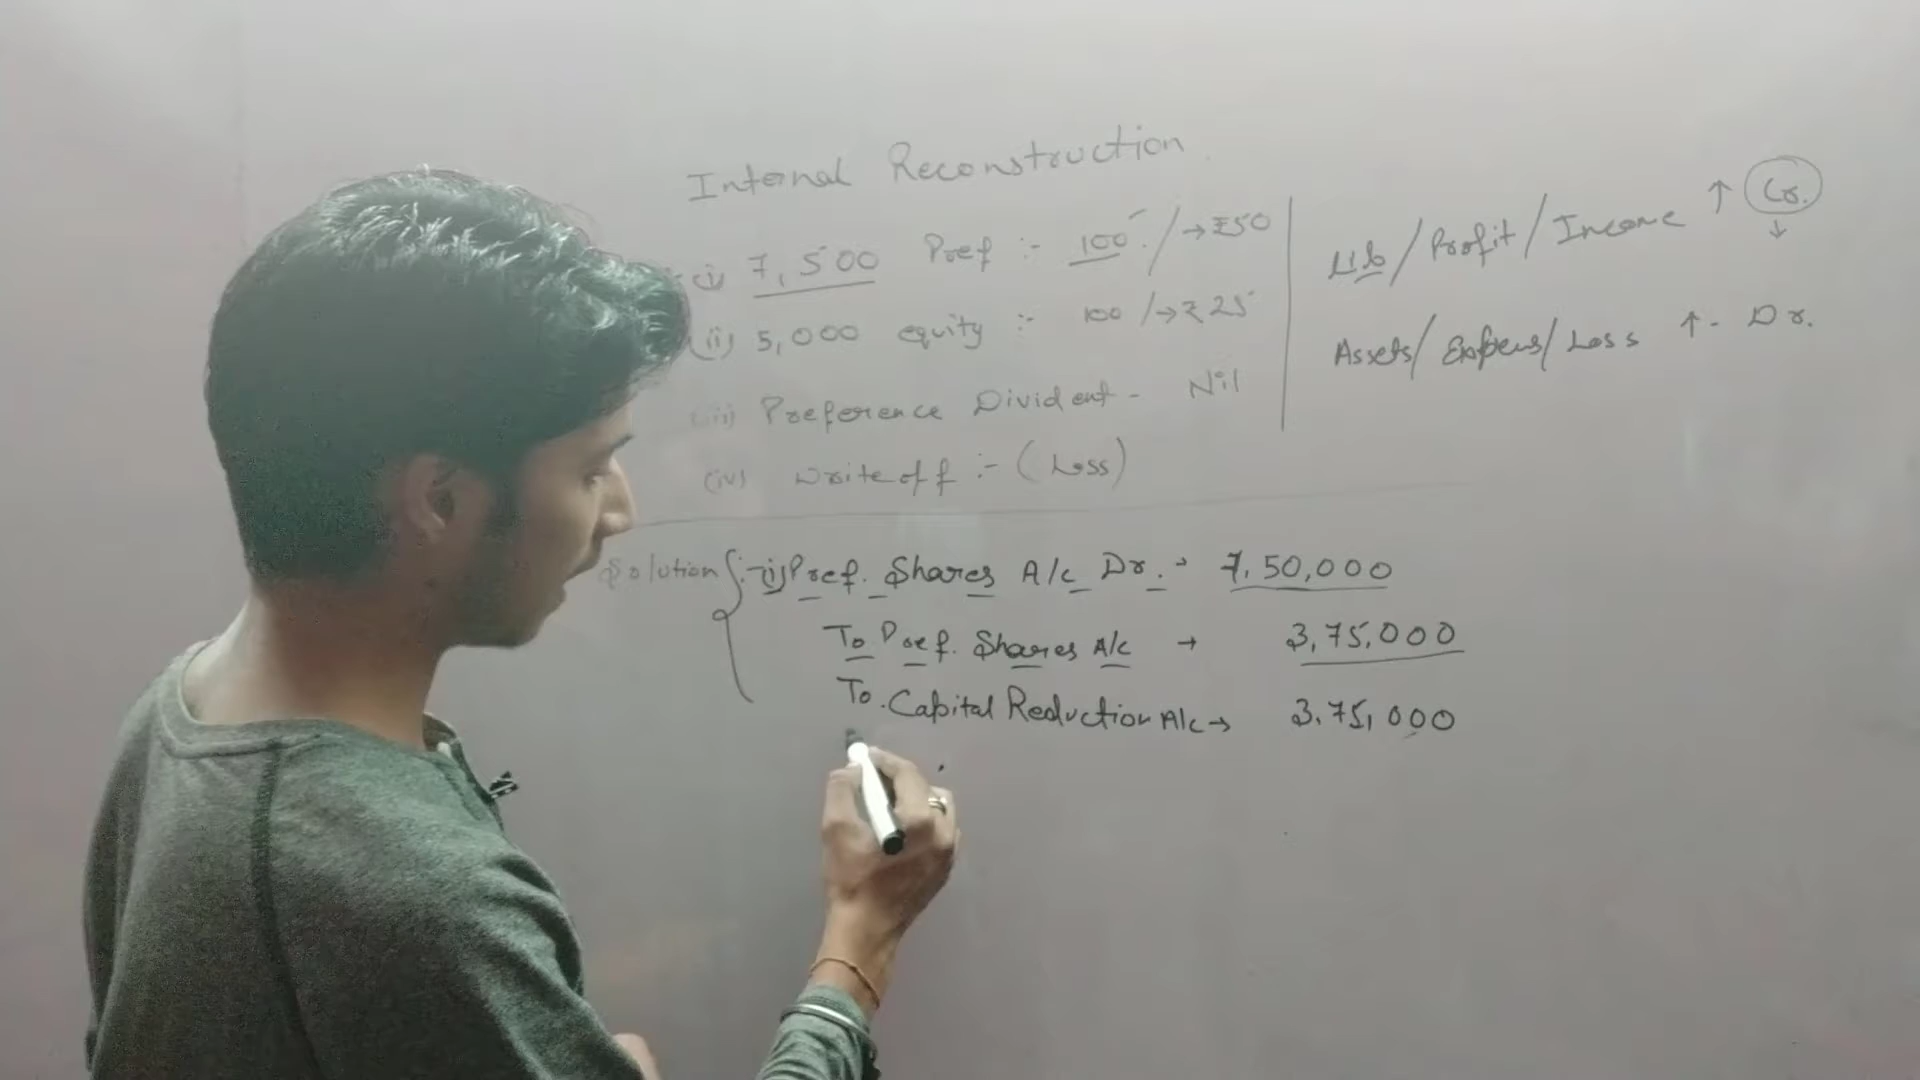 Internal Reconstruction
(i) 7,500 Pref :- 100 / → ₹50
(ii) 5,000 equity :- 100 / → ₹25
(iii) Preference Divident - Nil
(iv) Write off :- (Loss)
Lib / Profit / Income ↑ Cr.
↓
Assets / Expens / Loss ↑ - Dr.
Solution :- (i) Pref. Shares A/c Dr. → 7,50,000
To Pref. Shares A/c → 3,75,000
To Capital Reduction A/c → 3,75,000